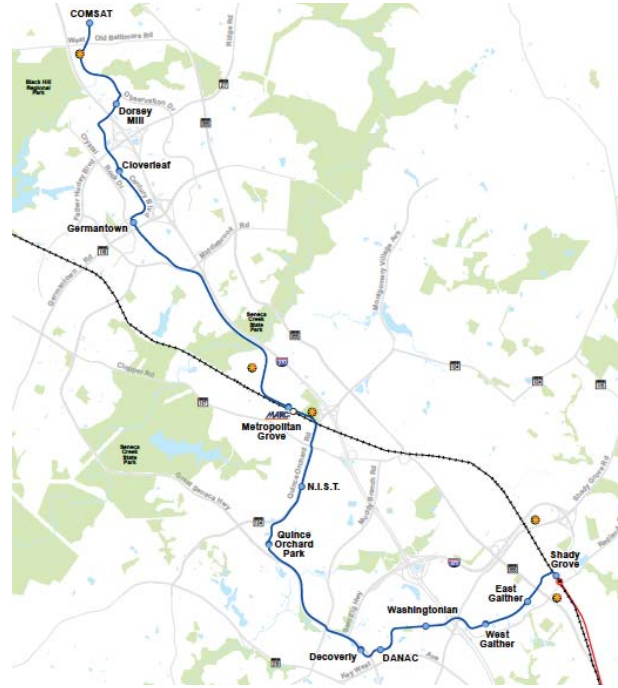 COMSAT
West Old Baltimore Rd
Ridge Rd
Black Hill
Regional
Park
Observation Dr
27
Dorsey
Mill
Crystal
Rock Dr
Cloverleaf
Century Blvd
Father Hurley Blvd
Germantown
Middlebrook Rd
Germantown Rd
Montgomery Village Ave
Seneca
Creek
State
Park
Clopper Rd
MARC
Metropolitan
Grove
Quince Orchard Rd
Seneca
Creek
State
Park
Great Seneca Hwy
N.I.S.T.
Muddy Branch Rd
Shady Grove Rd
Quince
Orchard
Park
Shady
Grove
East
Gaither
Washingtonian
West
Gaither
Decoverly
DANAC
Key West Ave